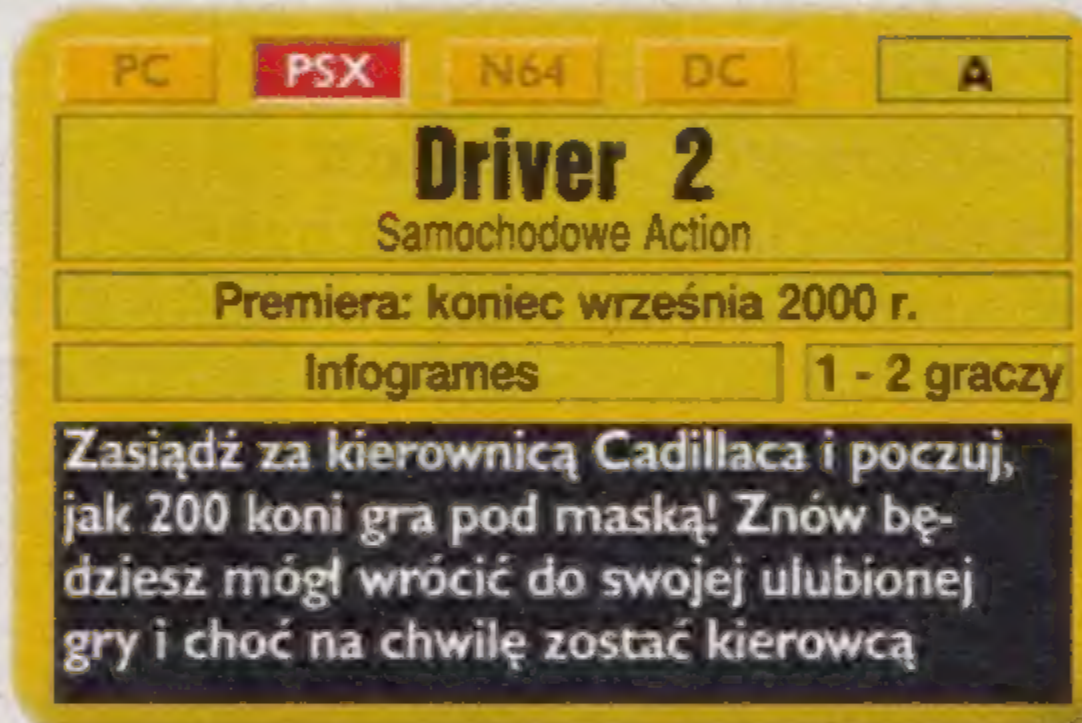 PC PSX N64 DC A
Driver 2
Samochodowe Action
Premiera: koniec września 2000 r.
Infogrames 1 - 2 graczy
Zasiądź za kierownicą Cadillaca i poczuj,
jak 200 koni gra pod maską! Znów bę-
dziesz mógł wrócić do swojej ulubionej
gry i choć na chwilę zostać kierowcą